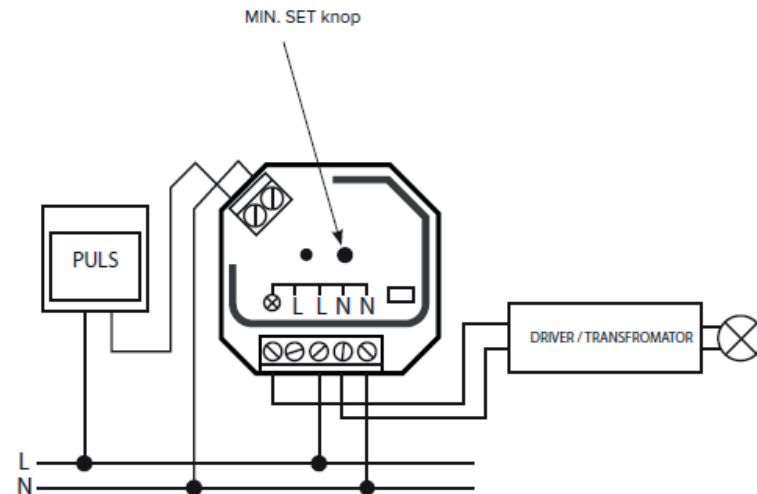 MIN. SET knop
PULS
L L N N
DRIVER / TRANSFROMATOR
L
N